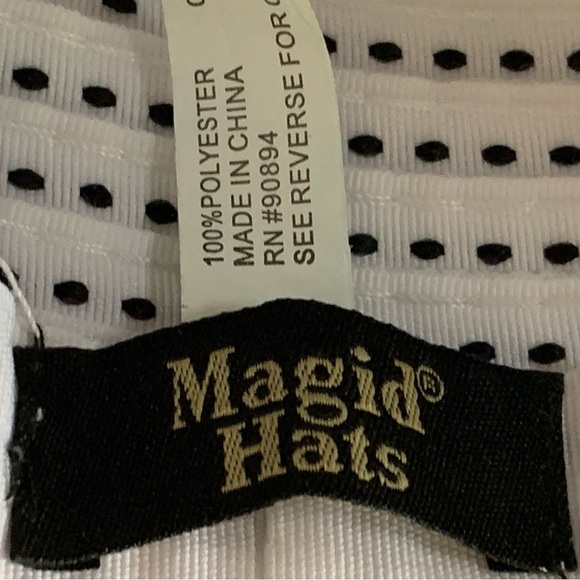 100%POLYESTER
MADE IN CHINA
RN#90894
SEE REVERSE FOR
Magid®
Hats